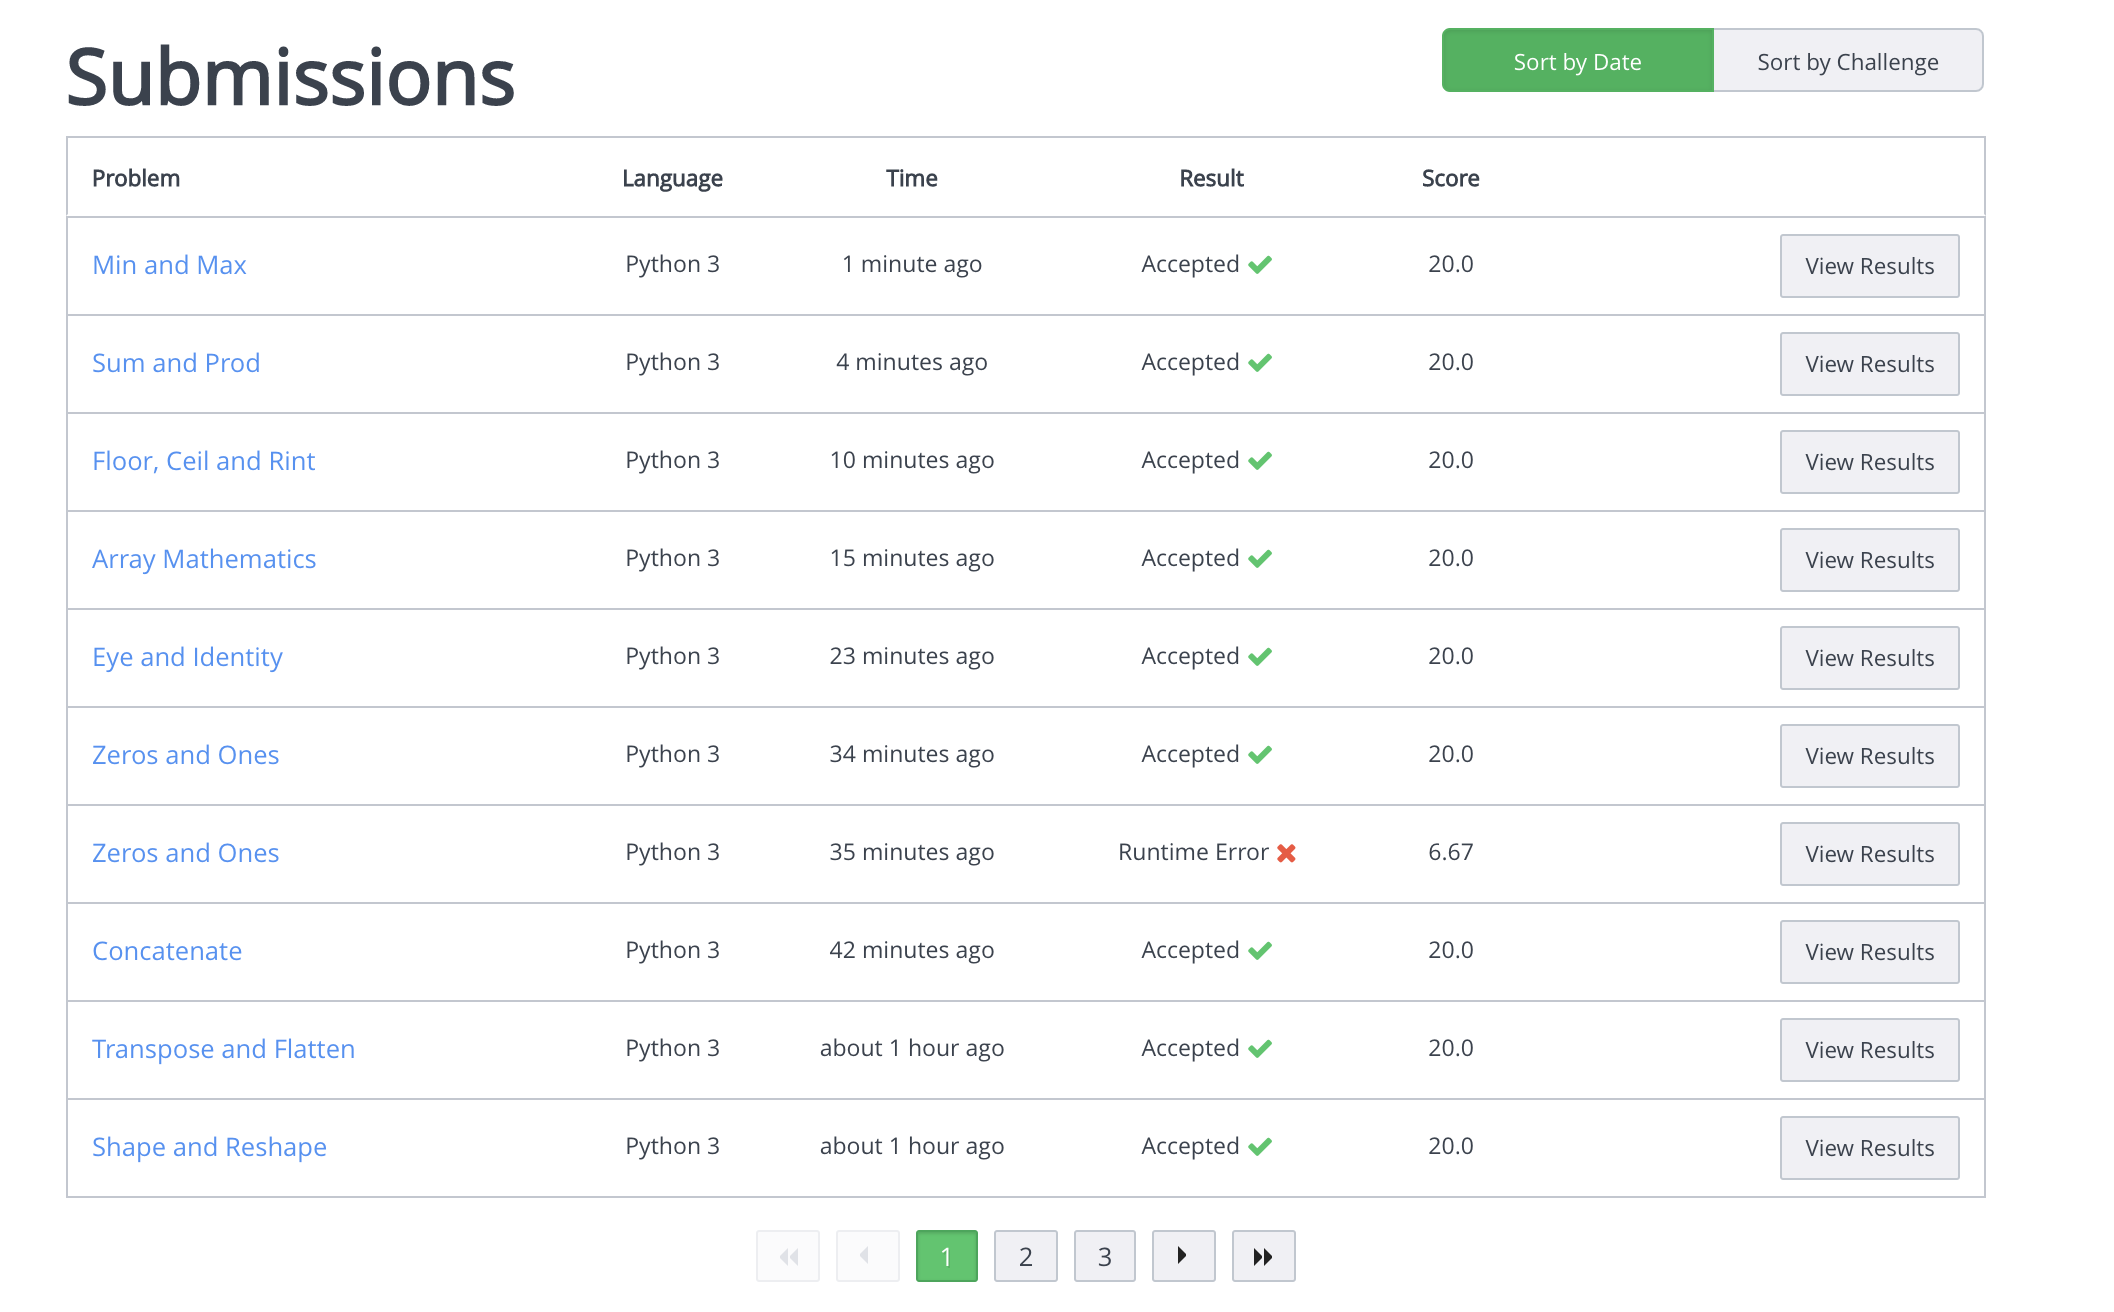 Submissions
Sort by Date Sort by Challenge
Problem Language Time Result Score
Min and Max Python 3 1 minute ago Accepted 20.0 View Results
Sum and Prod Python 3 4 minutes ago Accepted 20.0 View Results
Floor, Ceil and Rint Python 3 10 minutes ago Accepted 20.0 View Results
Array Mathematics Python 3 15 minutes ago Accepted 20.0 View Results
Eye and Identity Python 3 23 minutes ago Accepted 20.0 View Results
Zeros and Ones Python 3 34 minutes ago Accepted 20.0 View Results
Zeros and Ones Python 3 35 minutes ago Runtime Error 6.67 View Results
Concatenate Python 3 42 minutes ago Accepted 20.0 View Results
Transpose and Flatten Python 3 about 1 hour ago Accepted 20.0 View Results
Shape and Reshape Python 3 about 1 hour ago Accepted 20.0 View Results
1 2 3